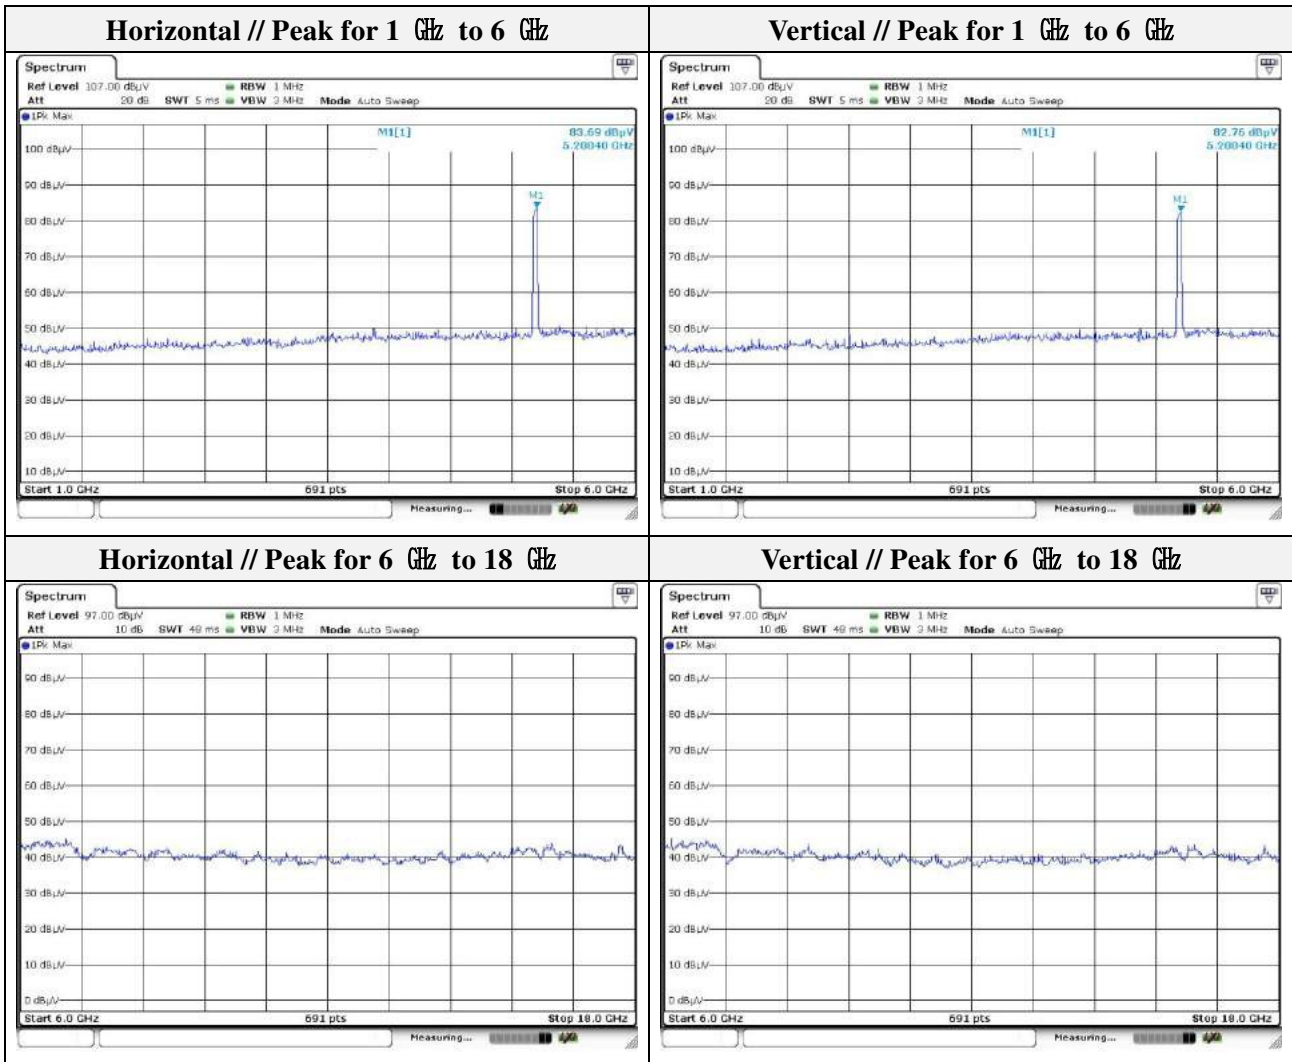 Horizontal // Peak for 1 ㎓ to 6 ㎓
Vertical // Peak for 1 ㎓ to 6 ㎓
Spectrum
Ref Level 107.00 dBµV RBW 1 MHz
Att 20 dB SWT 5 ms VBW 3 MHz Mode Auto Sweep
1Pk Max
M1[1] 83.69 dBµV
5.20040 GHz
100 dBµV
90 dBµV
M1
80 dBµV
70 dBµV
60 dBµV
50 dBµV
40 dBµV
30 dBµV
20 dBµV
10 dBµV
Start 1.0 GHz 691 pts Stop 6.0 GHz
Measuring...
Spectrum
Ref Level 107.00 dBµV RBW 1 MHz
Att 20 dB SWT 5 ms VBW 3 MHz Mode Auto Sweep
1Pk Max
M1[1] 82.76 dBµV
5.20040 GHz
100 dBµV
90 dBµV
M1
80 dBµV
70 dBµV
60 dBµV
50 dBµV
40 dBµV
30 dBµV
20 dBµV
10 dBµV
Start 1.0 GHz 691 pts Stop 6.0 GHz
Measuring...
Horizontal // Peak for 6 ㎓ to 18 ㎓
Vertical // Peak for 6 ㎓ to 18 ㎓
Spectrum
Ref Level 97.00 dBµV RBW 1 MHz
Att 10 dB SWT 48 ms VBW 3 MHz Mode Auto Sweep
1Pk Max
90 dBµV
80 dBµV
70 dBµV
60 dBµV
50 dBµV
40 dBµV
30 dBµV
20 dBµV
10 dBµV
0 dBµV
Start 6.0 GHz 691 pts Stop 18.0 GHz
Measuring...
Spectrum
Ref Level 97.00 dBµV RBW 1 MHz
Att 10 dB SWT 48 ms VBW 3 MHz Mode Auto Sweep
1Pk Max
90 dBµV
80 dBµV
70 dBµV
60 dBµV
50 dBµV
40 dBµV
30 dBµV
20 dBµV
10 dBµV
0 dBµV
Start 6.0 GHz 691 pts Stop 18.0 GHz
Measuring...